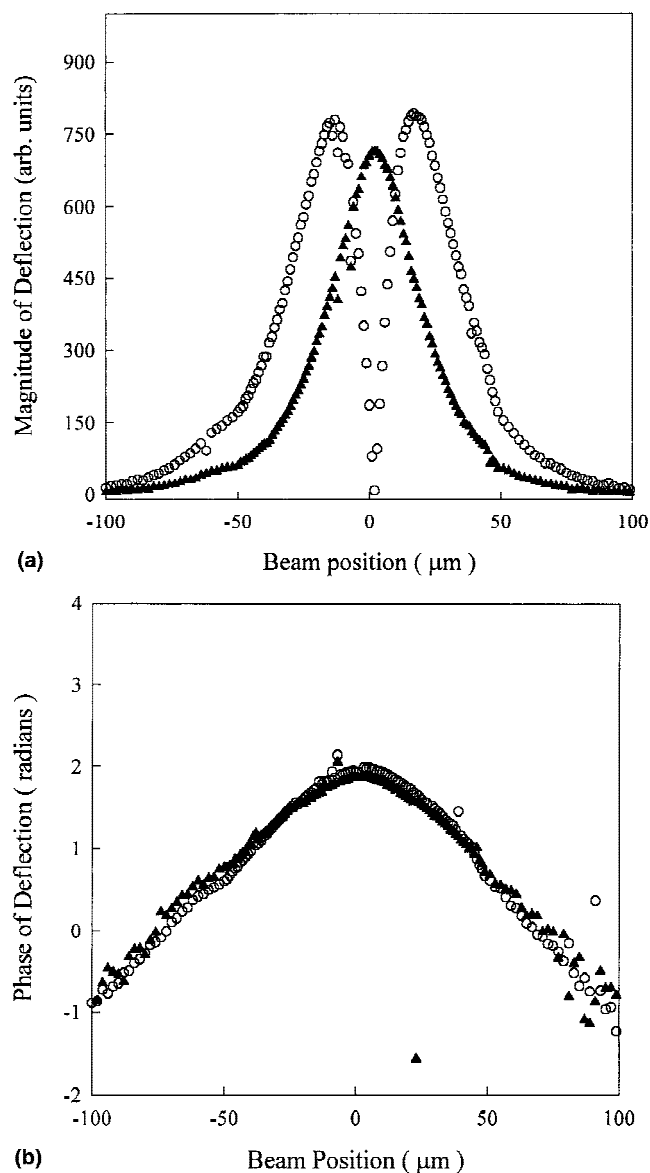 900
750
600
450
300
150
0
Magnitude of Deflection (arb. units)
-100 -50 0 50 100
Beam position ( μm )
(a)
4
3
2
1
0
-1
-2
Phase of Deflection ( radians )
-100 -50 0 50 100
Beam Position ( μm )
(b)